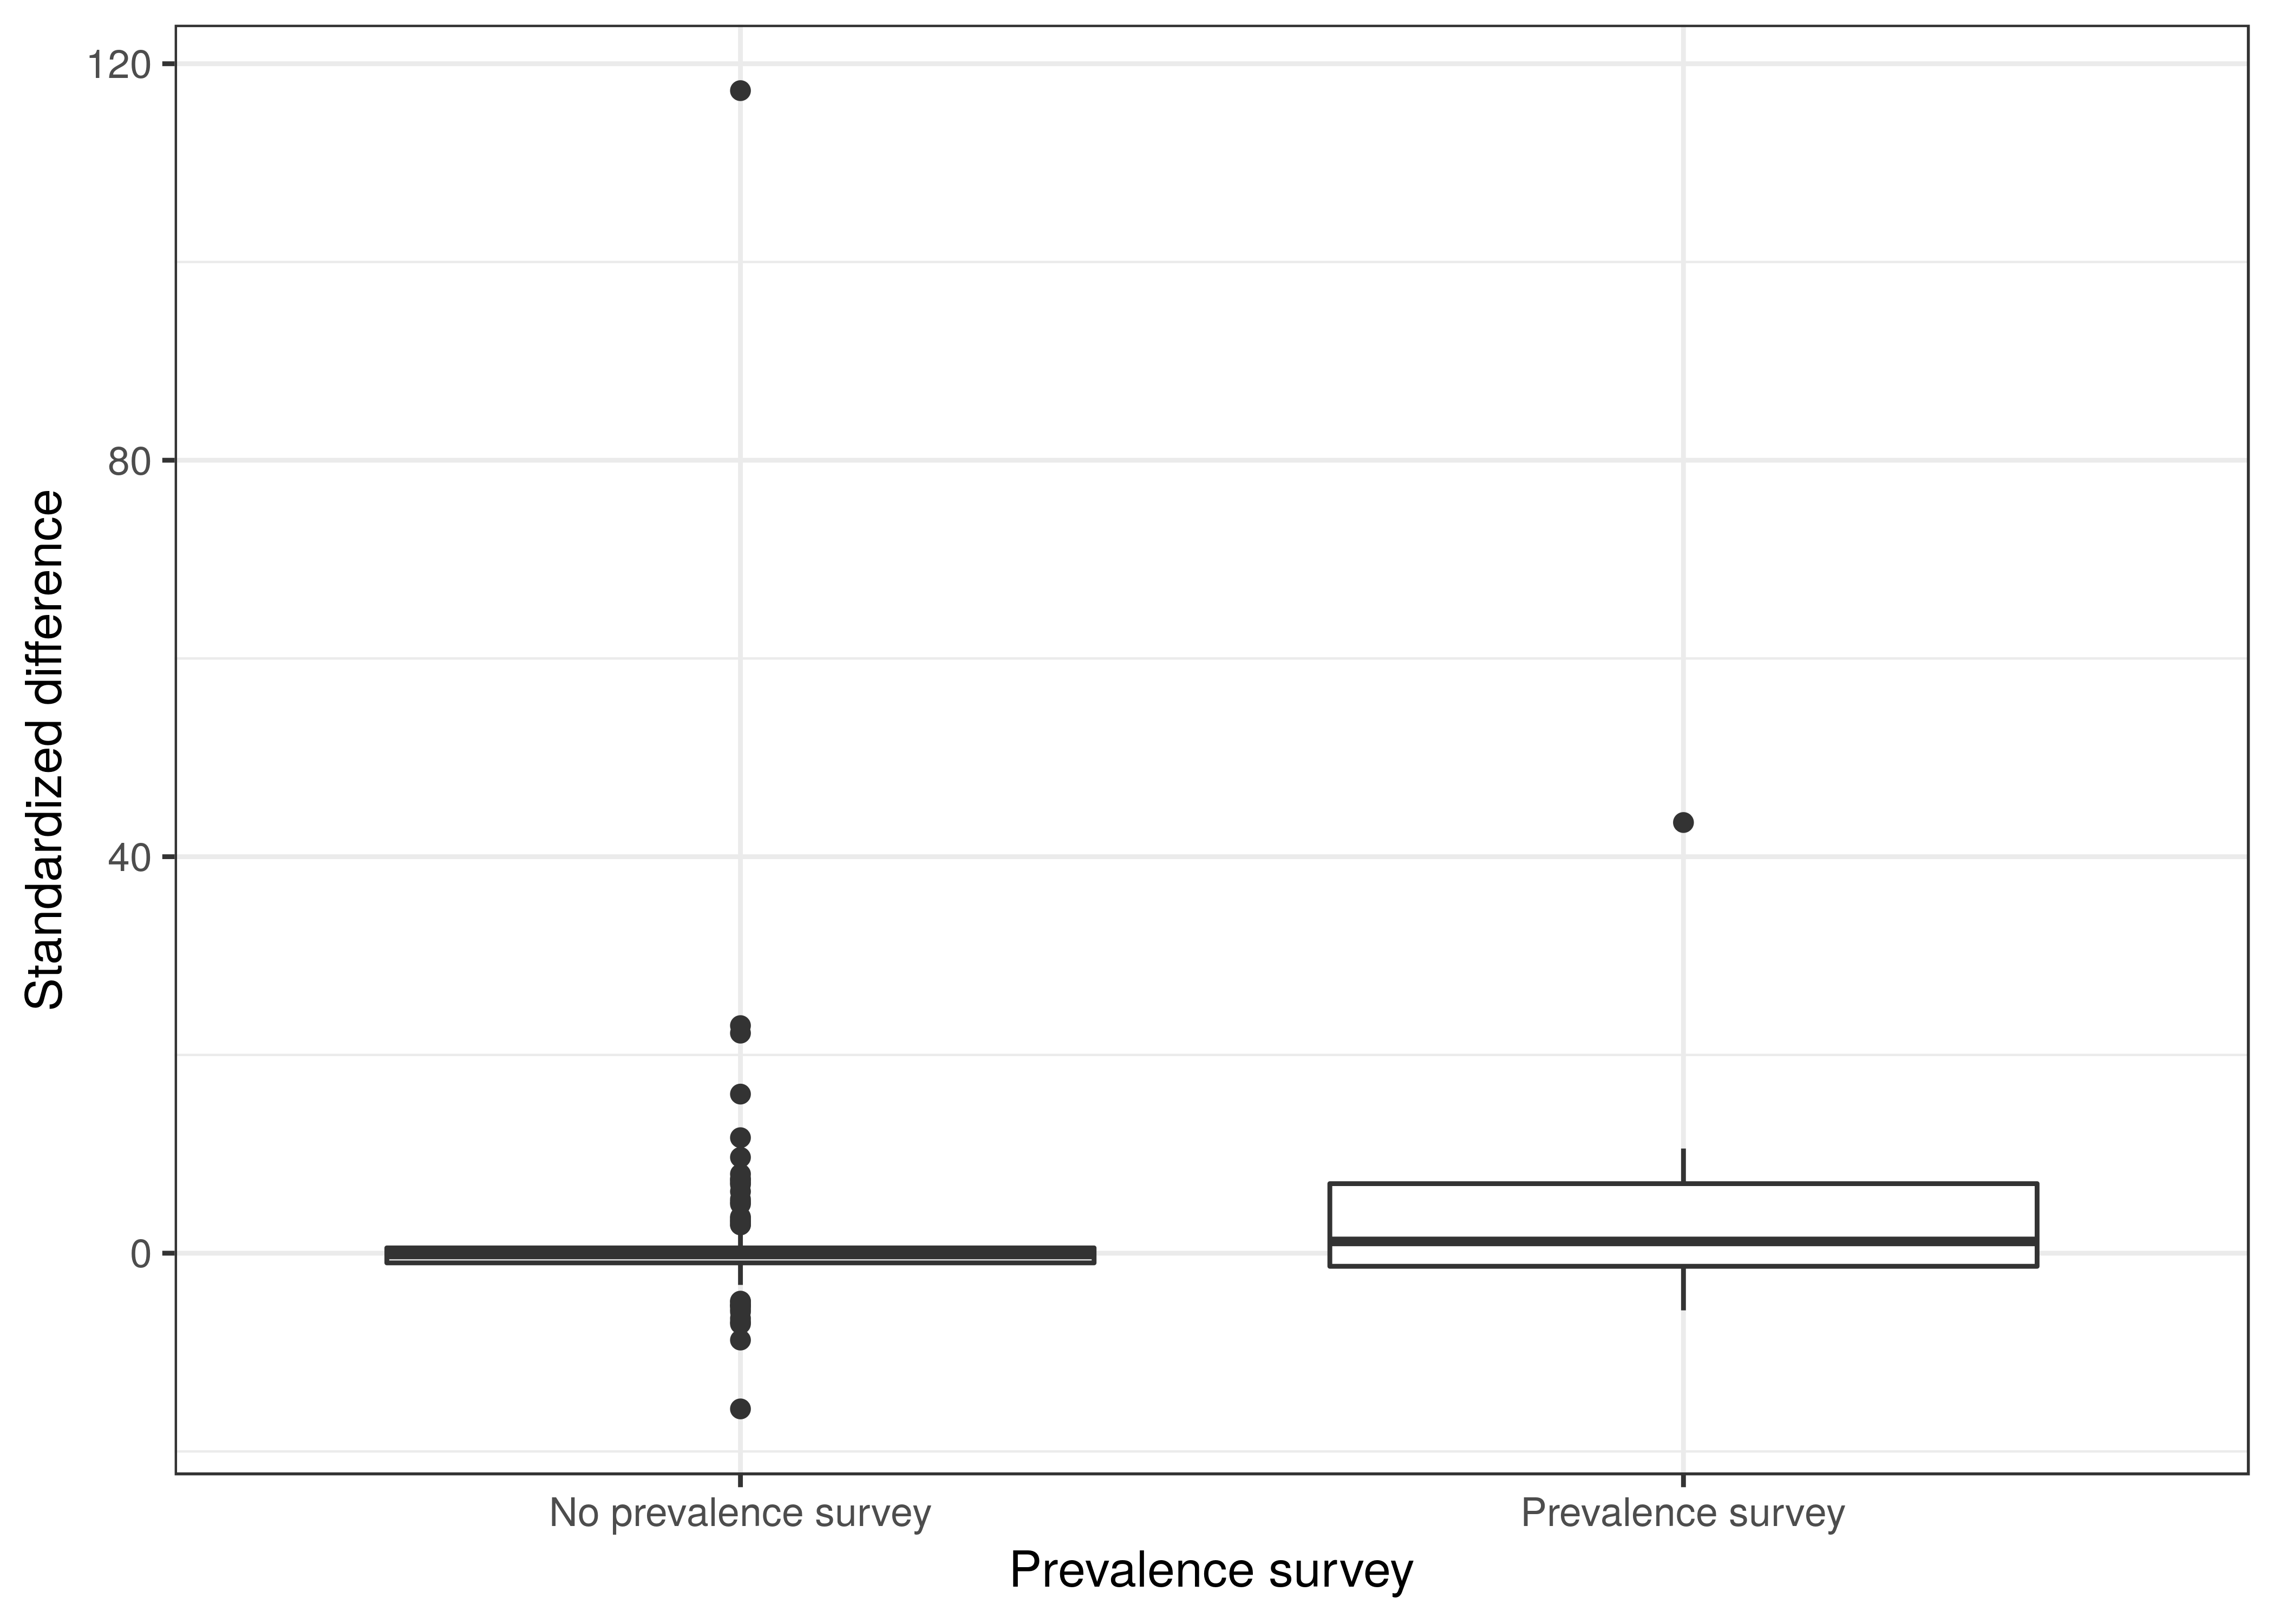 120
80
40
0
Standardized difference
No prevalence survey
Prevalence survey
Prevalence survey